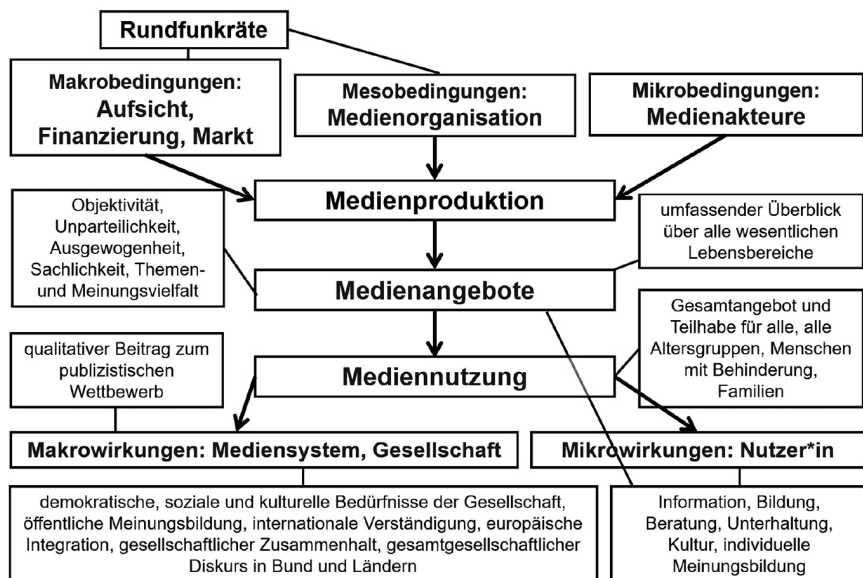 Rundfunkräte
Makrobedingungen:
Aufsicht,
Finanzierung, Markt
Mesobedingungen:
Medienorganisation
Mikrobedingungen:
Medienakteure
Medienproduktion
Objektivität,
Unparteilichkeit,
Ausgewogenheit,
Sachlichkeit, Themen-
und Meinungsvielfalt
umfassender Überblick
über alle wesentlichen
Lebensbereiche
Medienangebote
Gesamtangebot und
Teilhabe für alle, alle
Altersgruppen, Menschen
mit Behinderung,
Familien
qualitativer Beitrag zum
publizistischen
Wettbewerb
Mediennutzung
Makrowirkungen: Mediensystem, Gesellschaft
Mikrowirkungen: Nutzer*in
demokratische, soziale und kulturelle Bedürfnisse der Gesellschaft,
öffentliche Meinungsbildung, internationale Verständigung, europäische
Integration, gesellschaftlicher Zusammenhalt, gesamtgesellschaftlicher
Diskurs in Bund und Ländern
Information, Bildung,
Beratung, Unterhaltung,
Kultur, individuelle
Meinungsbildung